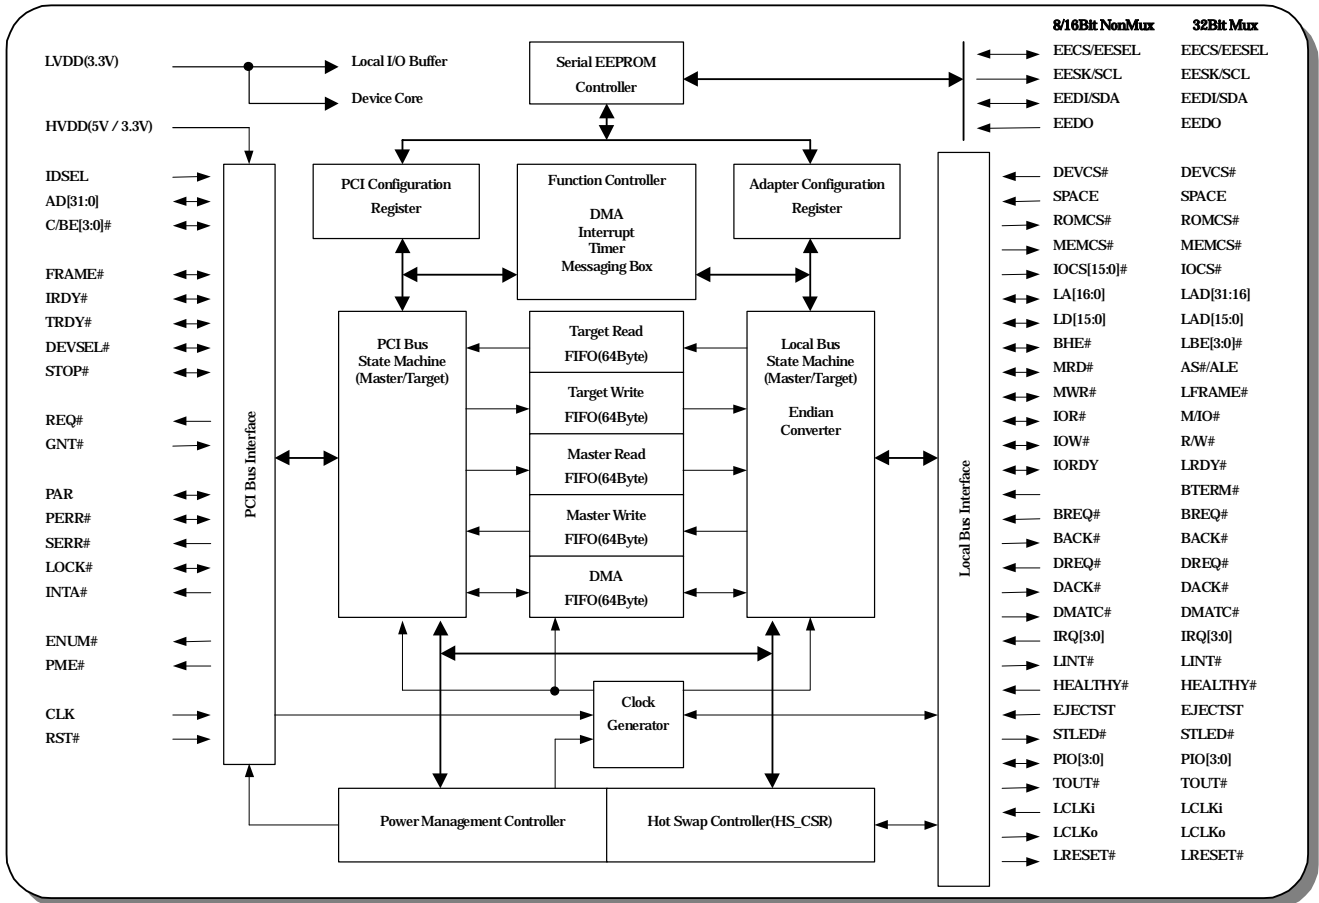 8/16Bit NonMux 32Bit Mux
LVDD(3.3V)
Local I/O Buffer
Device Core
HVDD(5V / 3.3V)
IDSEL
AD[31:0]
C/BE[3:0]#
FRAME#
IRDY#
TRDY#
DEVSEL#
STOP#
REQ#
GNT#
PAR
PERR#
SERR#
LOCK#
INTA#
ENUM#
PME#
CLK
RST#
PCI Bus Interface
Serial EEPROM
Controller
PCI Configuration
Register
Function Controller
DMA
Interrupt
Timer
Messaging Box
Adapter Configuration
Register
PCI Bus
State Machine
(Master/Target)
Target Read
FIFO(64Byte)
Target Write
FIFO(64Byte)
Master Read
FIFO(64Byte)
Master Write
FIFO(64Byte)
DMA
FIFO(64Byte)
Local Bus
State Machine
(Master/Target)
Endian
Converter
Clock
Generator
Power Management Controller
Hot Swap Controller(HS_CSR)
Local Bus Interface
EECS/EESEL EECS/EESEL
EESK/SCL EESK/SCL
EEDI/SDA EEDI/SDA
EEDO EEDO
DEVCS# DEVCS#
SPACE SPACE
ROMCS# ROMCS#
MEMCS# MEMCS#
IOCS[15:0]# IOCS#
LA[16:0] LAD[31:16]
LD[15:0] LAD[15:0]
BHE# LBE[3:0]#
MRD# AS#/ALE
MWR# LFRAME#
IOR# M/IO#
IOW# R/W#
IORDY LRDY#
BTERM#
BREQ# BREQ#
BACK# BACK#
DREQ# DREQ#
DACK# DACK#
DMATC# DMATC#
IRQ[3:0] IRQ[3:0]
LINT# LINT#
HEALTHY# HEALTHY#
EJECTST EJECTST
STLED# STLED#
PIO[3:0] PIO[3:0]
TOUT# TOUT#
LCLKi LCLKi
LCLKo LCLKo
LRESET# LRESET#